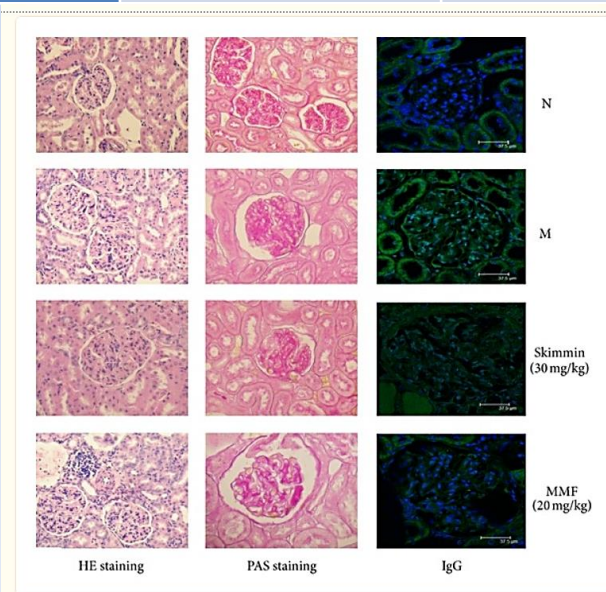 N
M
Skimmin
(30 mg/kg)
MMF
(20 mg/kg)
HE staining
PAS staining
IgG